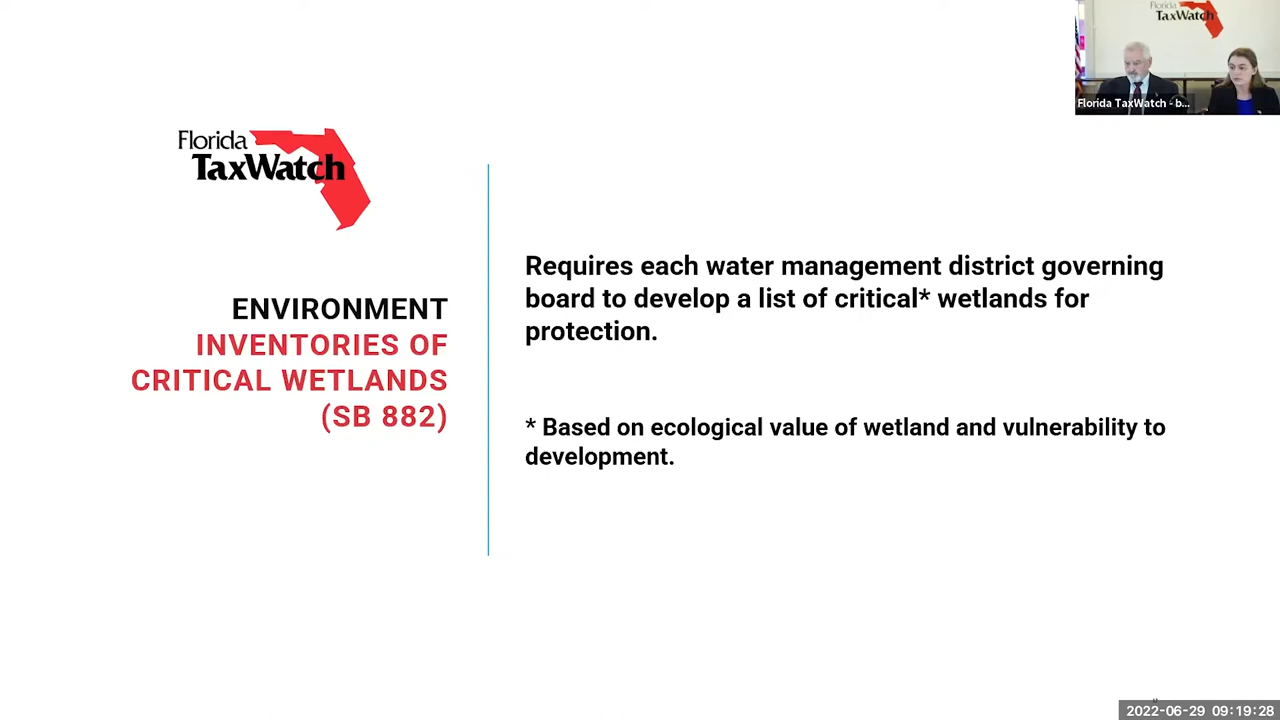 Florida
TaxWatch
Florida TaxWatch - b...
Florida
TaxWatch
ENVIRONMENT
INVENTORIES OF
CRITICAL WETLANDS
(SB 882)
Requires each water management district governing
board to develop a list of critical* wetlands for
protection.
* Based on ecological value of wetland and vulnerability to
development.
2022-06-29 09:19:28